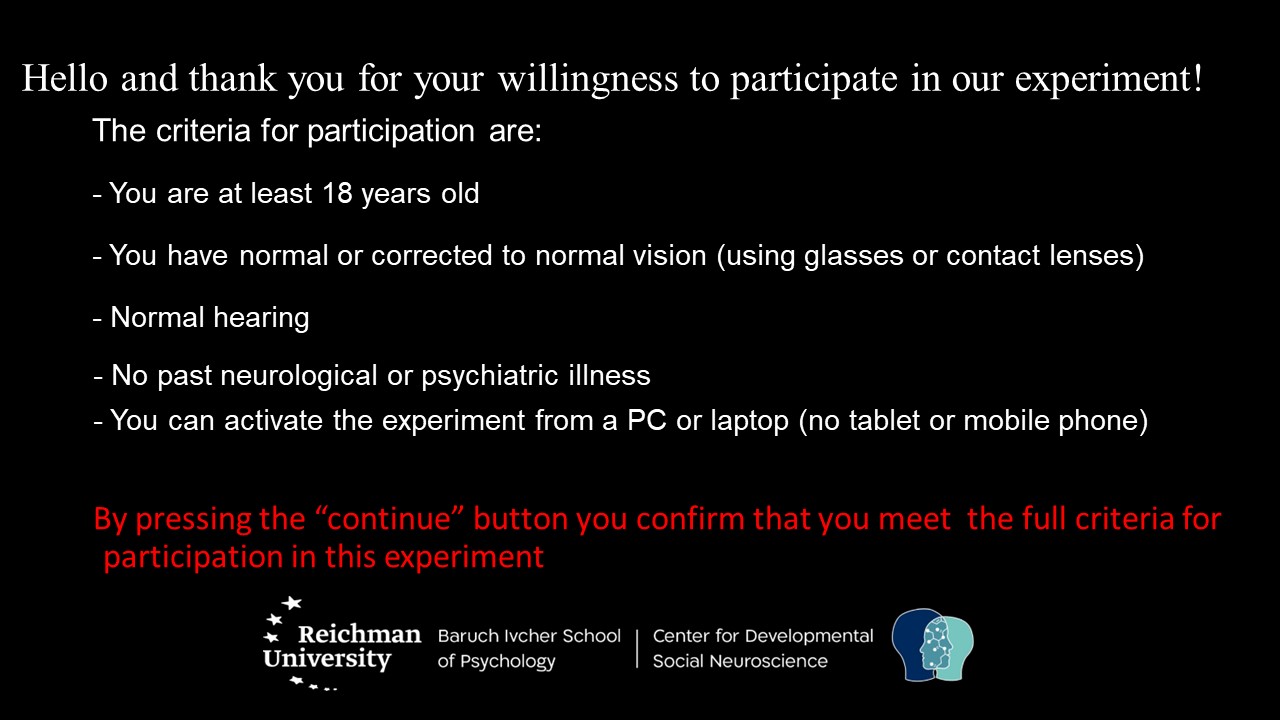 Hello and thank you for your willingness to participate in our experiment!
The criteria for participation are:
- You are at least 18 years old
- You have normal or corrected to normal vision (using glasses or contact lenses)
- Normal hearing
- No past neurological or psychiatric illness
- You can activate the experiment from a PC or laptop (no tablet or mobile phone)
By pressing the “continue” button you confirm that you meet  the full criteria for
participation in this experiment
Reichman
University
Baruch Ivcher School
of Psychology
Center for Developmental
Social Neuroscience